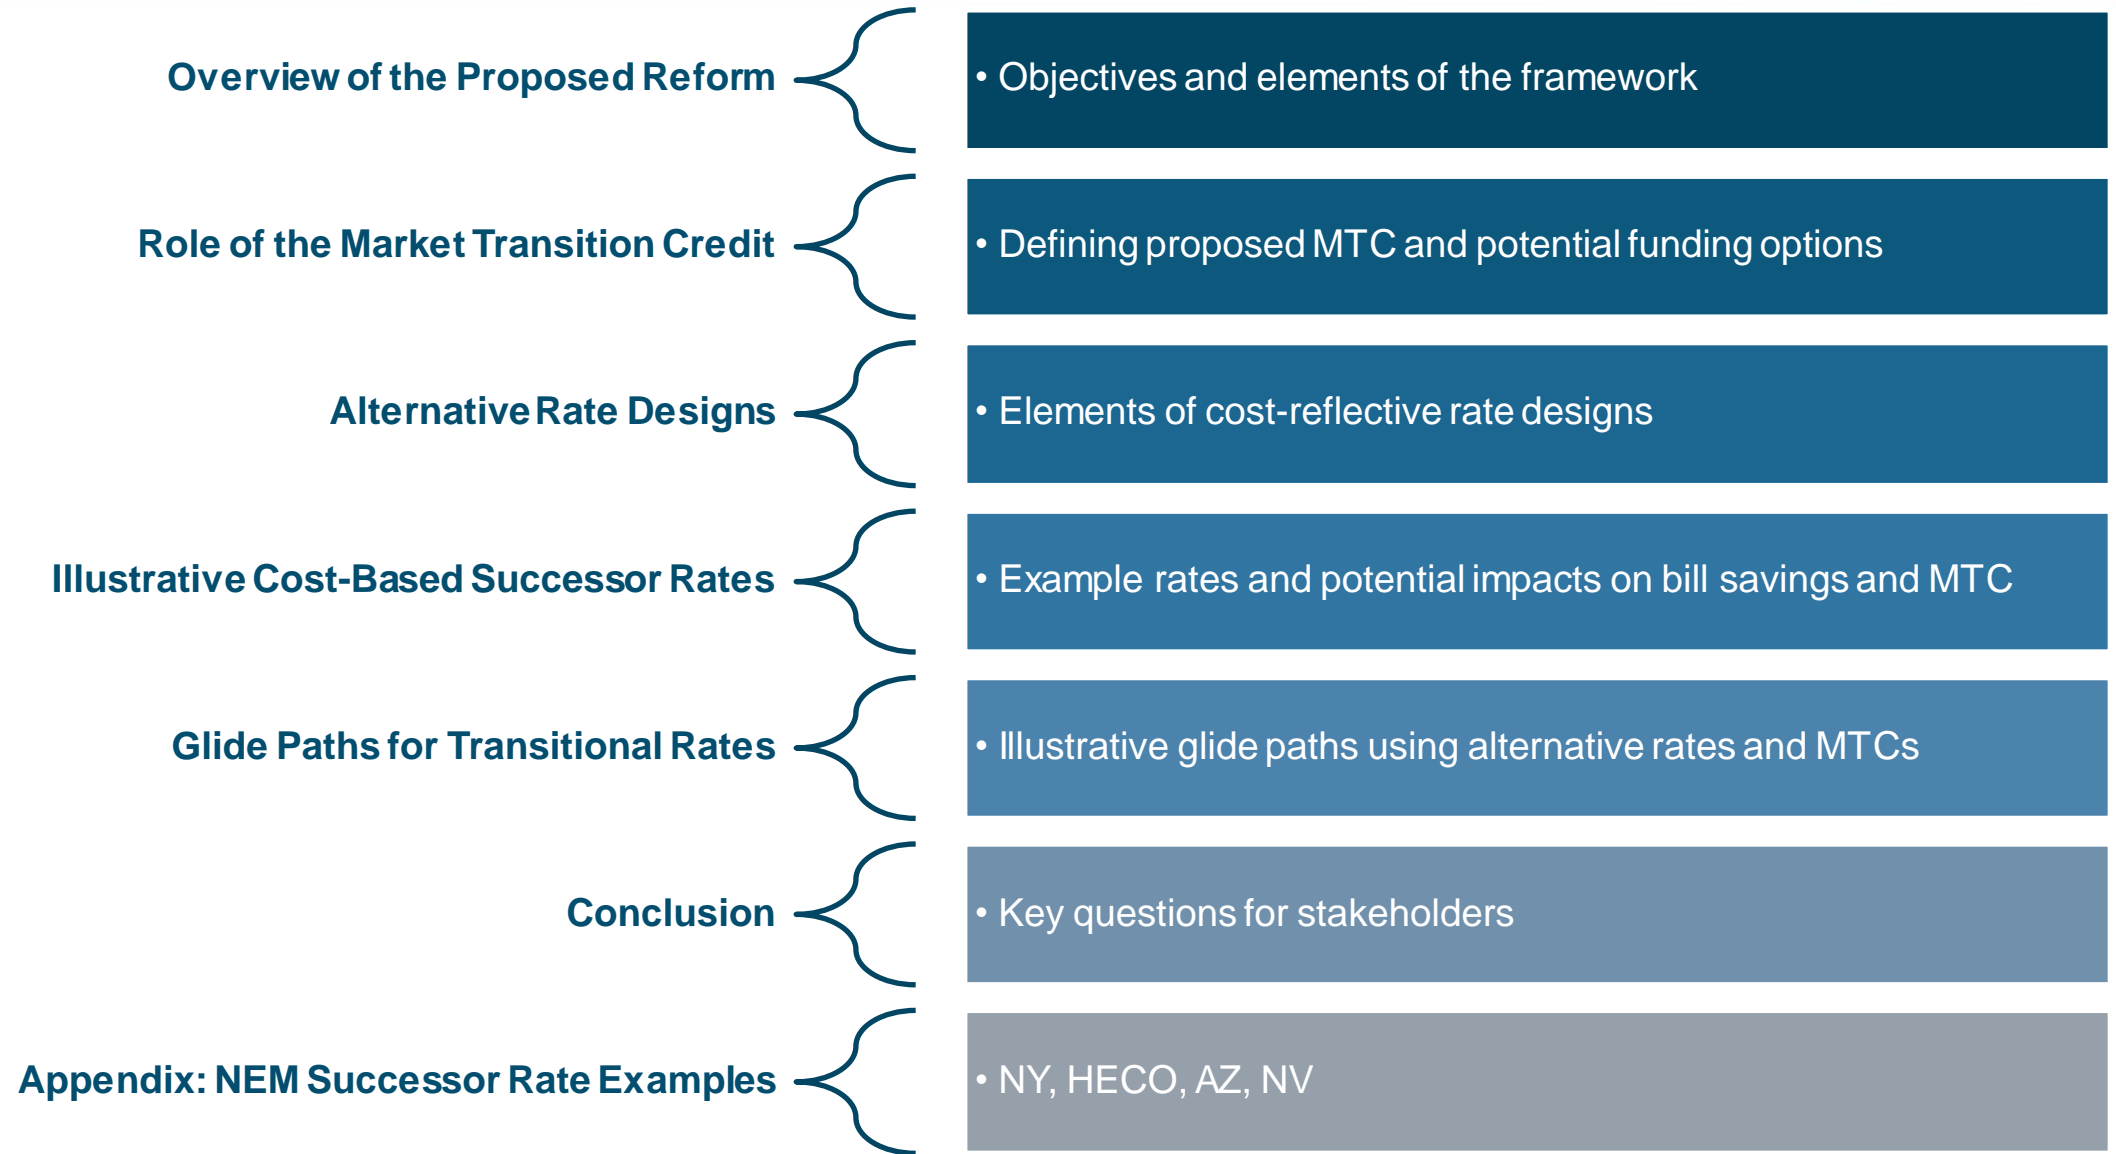 Overview of the Proposed Reform
• Objectives and elements of the framework
Role of the Market Transition Credit
• Defining proposed MTC and potential funding options
Alternative Rate Designs
• Elements of cost-reflective rate designs
Illustrative Cost-Based Successor Rates
• Example rates and potential impacts on bill savings and MTC
Glide Paths for Transitional Rates
• Illustrative glide paths using alternative rates and MTCs
Conclusion
• Key questions for stakeholders
Appendix: NEM Successor Rate Examples
• NY, HECO, AZ, NV